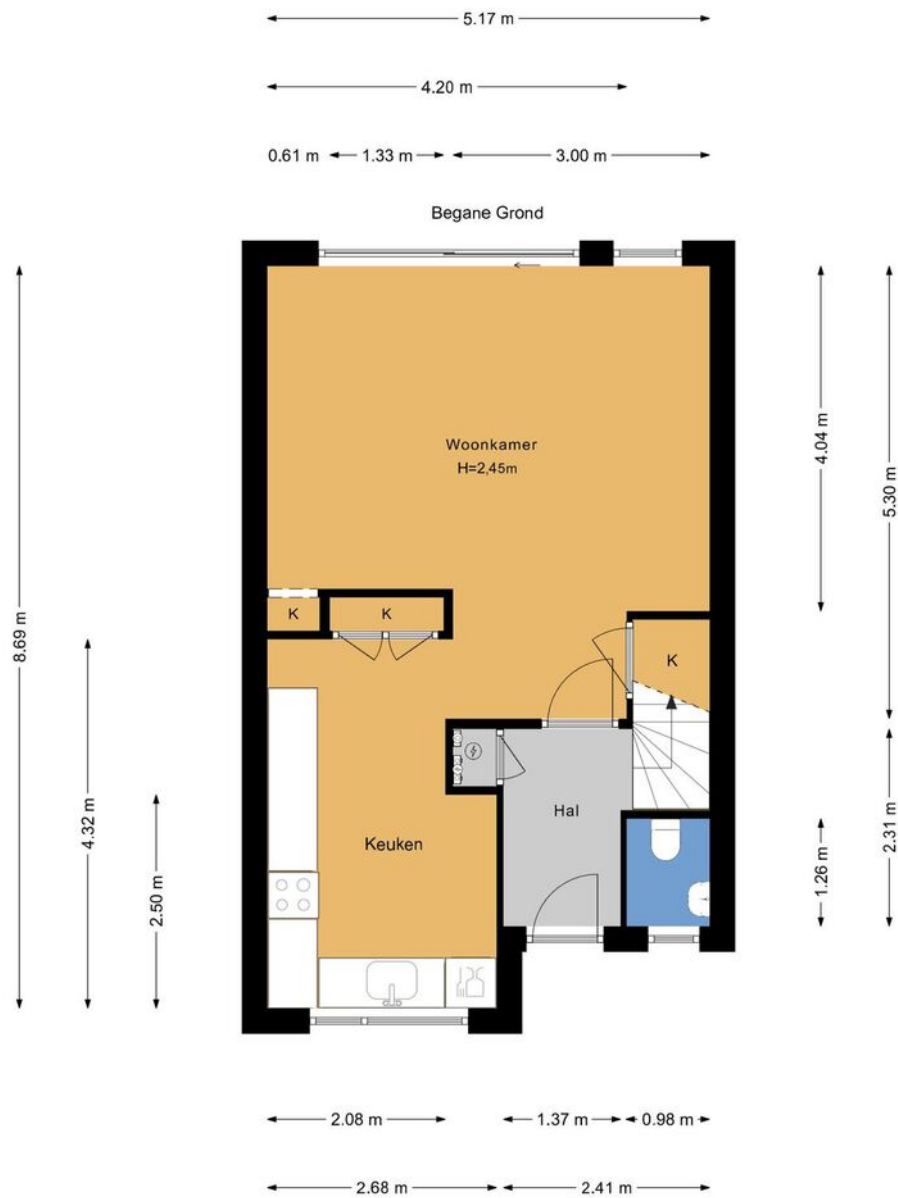 5.17 m
4.20 m
0.61 m 1.33 m 3.00 m
Begane Grond
Woonkamer
H=2,45m
4.04 m
5.30 m
8.69 m
K K
K
4.32 m
2.50 m
Keuken
Hal
1.26 m
2.31 m
2.08 m 1.37 m 0.98 m
2.68 m 2.41 m